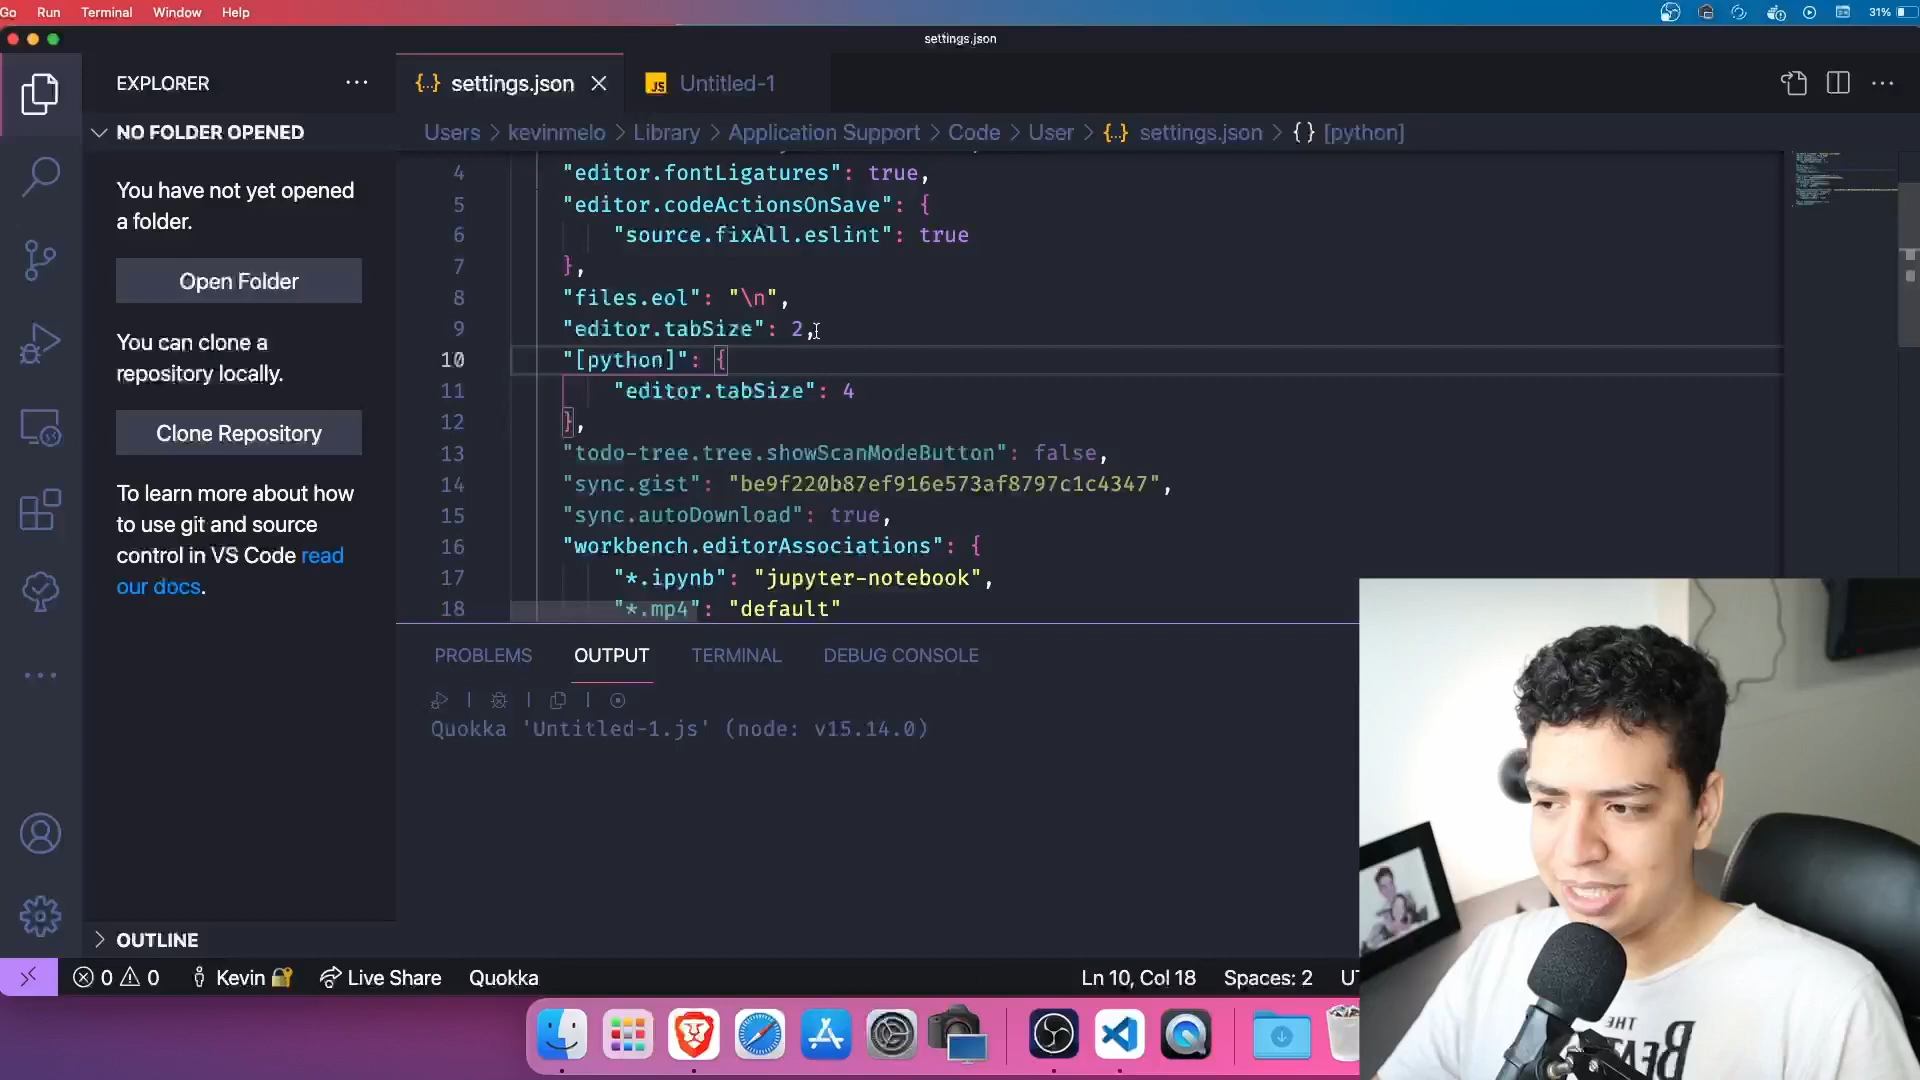 Go Run Terminal Window Help
31%
settings.json
EXPLORER
settings.json
JS Untitled-1
NO FOLDER OPENED
Users > kevinmelo > Library > Application Support > Code > User > {..} settings.json > {} [python]
You have not yet opened
a folder.
Open Folder
You can clone a
repository locally.
Clone Repository
To learn more about how
to use git and source
control in VS Code read
our docs.
OUTLINE
4 "editor.fontLigatures": true,
5 "editor.codeActionsOnSave": {
6 "source.fixAll.eslint": true
7 },
8 "files.eol": "\n",
9 "editor.tabSize": 2,
10 "[python]": {
11 "editor.tabSize": 4
12 },
13 "todo-tree.tree.showScanModeButton": false,
14 "sync.gist": "be9f220b87ef916e573af8797c1c4347",
15 "sync.autoDownload": true,
16 "workbench.editorAssociations": {
17 "*.ipynb": "jupyter-notebook",
18 "*.mp4": "default"
PROBLEMS OUTPUT TERMINAL DEBUG CONSOLE
Quokka 'Untitled-1.js' (node: v15.14.0)
0 0 Kevin Live Share Quokka
Ln 10, Col 18 Spaces: 2
THE